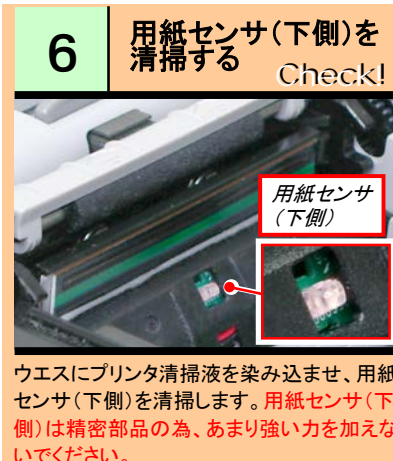 6
用紙センサ(下側)を
清掃する
Check!
用紙センサ
(下側)
ウエスにプリンタ清掃液を染み込ませ、用紙
センサ(下側)を清掃します。用紙センサ(下
側)は精密部品の為、あまり強い力を加えな
いでください。